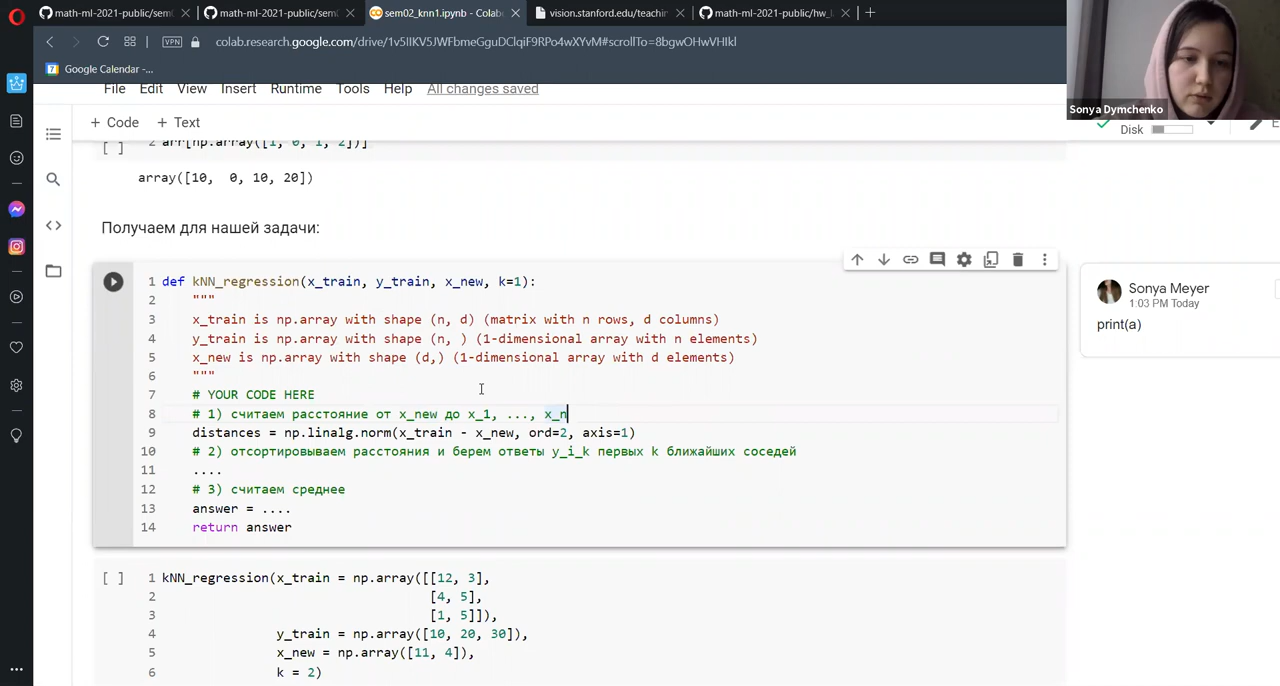 math-ml-2021-public/sem
math-ml-2021-public/sem
sem02_knn1.ipynb - Colab
vision.stanford.edu/teachin
math-ml-2021-public/hw_l
VPN
colab.research.google.com/drive/1v5IIKV5JWFbmeGguDClqiF9RPo4wXYvM#scrollTo=8bgwOHwVHIkl
7 Google Calendar -...
File Edit View Insert Runtime Tools Help All changes saved
Sonya Dymchenko
+ Code + Text
Disk
[ ] 2 arr[np.array([1, 0, 1, 2])]
array([10, 0, 10, 20])
Получаем для нашей задачи:
1 def kNN_regression(x_train, y_train, x_new, k=1):
2 """
3 x_train is np.array with shape (n, d) (matrix with n rows, d columns)
4 y_train is np.array with shape (n, ) (1-dimensional array with n elements)
5 x_new is np.array with shape (d,) (1-dimensional array with d elements)
6 """
7 # YOUR CODE HERE
8 # 1) считаем расстояние от x_new до x_1, ..., x_n
9 distances = np.linalg.norm(x_train - x_new, ord=2, axis=1)
10 # 2) отсортировываем расстояния и берем ответы y_i_k первых k ближайших соседей
11 ....
12 # 3) считаем среднее
13 answer = ....
14 return answer
Sonya Meyer
1:03 PM Today
print(a)
[ ] 1 kNN_regression(x_train = np.array([[12, 3],
2 [4, 5],
3 [1, 5]]),
4 y_train = np.array([10, 20, 30]),
5 x_new = np.array([11, 4]),
6 k = 2)